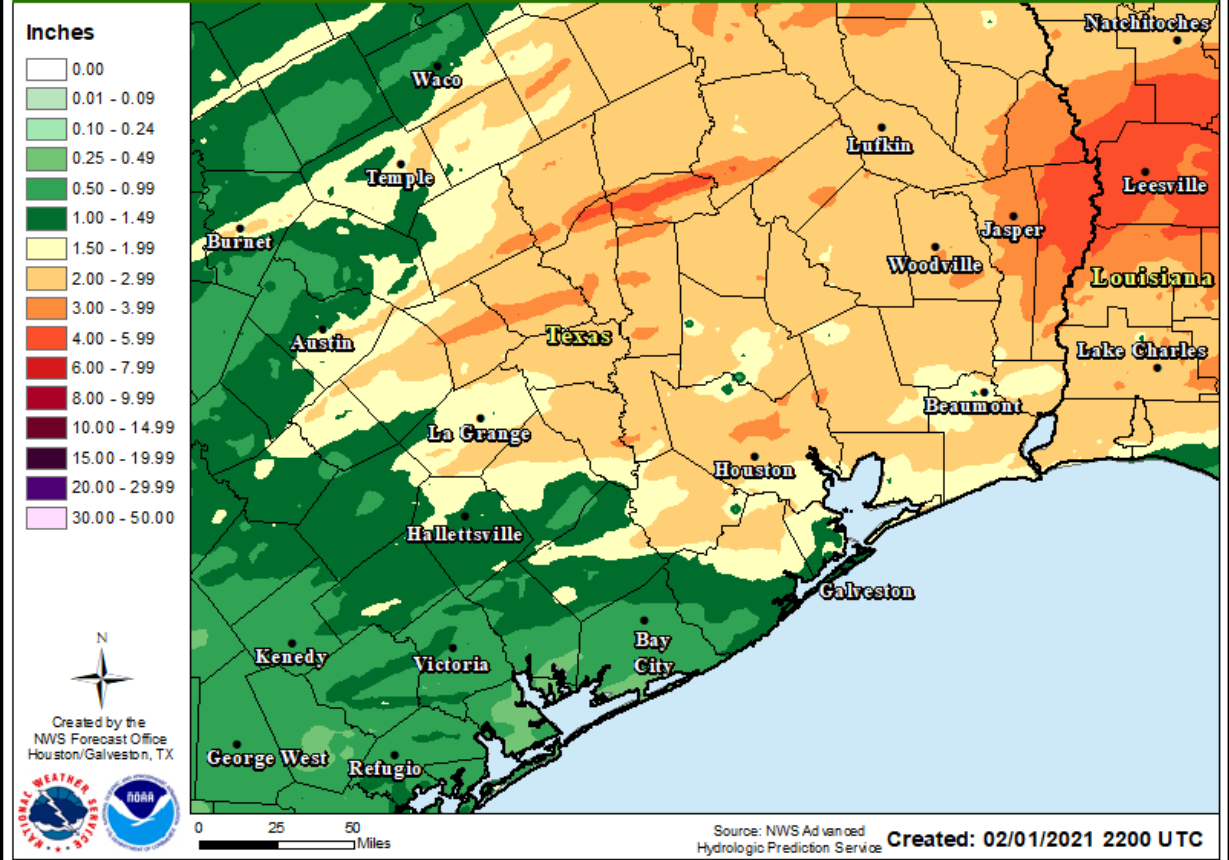 Inches
0.00
0.01 - 0.09
0.10 - 0.24
0.25 - 0.49
0.50 - 0.99
1.00 - 1.49
1.50 - 1.99
2.00 - 2.99
3.00 - 3.99
4.00 - 5.99
6.00 - 7.99
8.00 - 9.99
10.00 - 14.99
15.00 - 19.99
20.00 - 29.99
30.00 - 50.00
N
Created by the
NWS Forecast Office
Houston/Galveston, TX
NATIONAL WEATHER SERVICE
NOAA
Natchitoches
Waco
Lufkin
Temple
Leesville
Burnet
Jasper
Woodville
Louisiana
Austin
Texas
Lake Charles
Beaumont
La Grange
Houston
Hallettsville
Galveston
Bay
City
Kenedy
Victoria
George West
Refugio
0 25 50
Miles
Source: NWS Advanced
Hydrologic Prediction Service
Created: 02/01/2021 2200 UTC